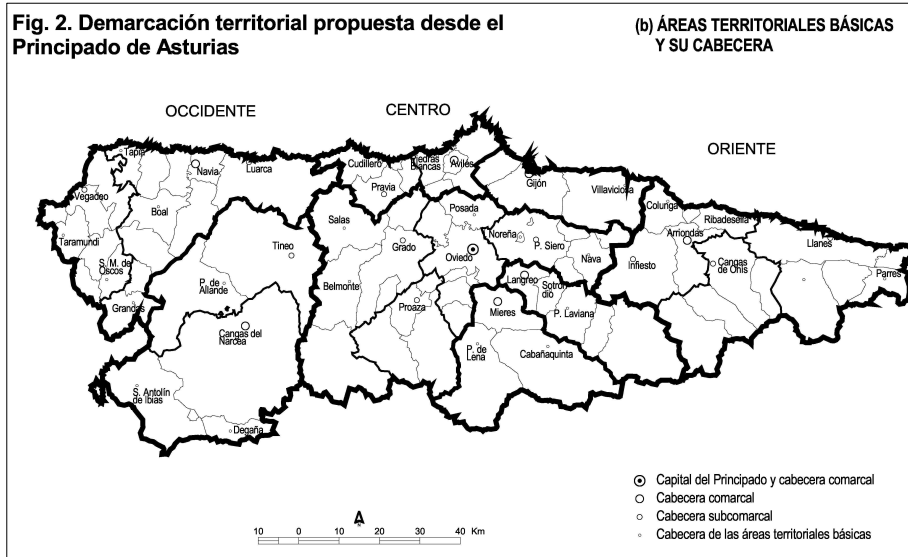 Fig. 2. Demarcación territorial propuesta desde el
Principado de Asturias
(b) ÁREAS TERRITORIALES BÁSICAS
Y SU CABECERA
OCCIDENTE
CENTRO
ORIENTE
Tapia
Navia
Luarca
Cudillero
Piedras
Blancas
Avilés
Gijón
Villaviciosa
Vegadeo
Boal
Pravia
Colunga
Ribadesella
Salas
Posada
Taramundi
Tineo
Grado
Noreña
P. Siero
Arriondas
Llanes
Oviedo
Nava
Infiesto
Cangas
de Onís
Parres
S. M. de
Oscos
P. de
Allande
Belmonte
Langreo
Sotron
dio
Grandas
Proaza
Mieres
P. Laviana
Cangas del
Narcea
P. de
Lena
Cabañaquinta
S. Antolín
de Ibias
Degaña
Capital del Principado y cabecera comarcal
Cabecera comarcal
Cabecera subcomarcal
Cabecera de las áreas territoriales básicas
N
10 0 10 20 30 40 Km